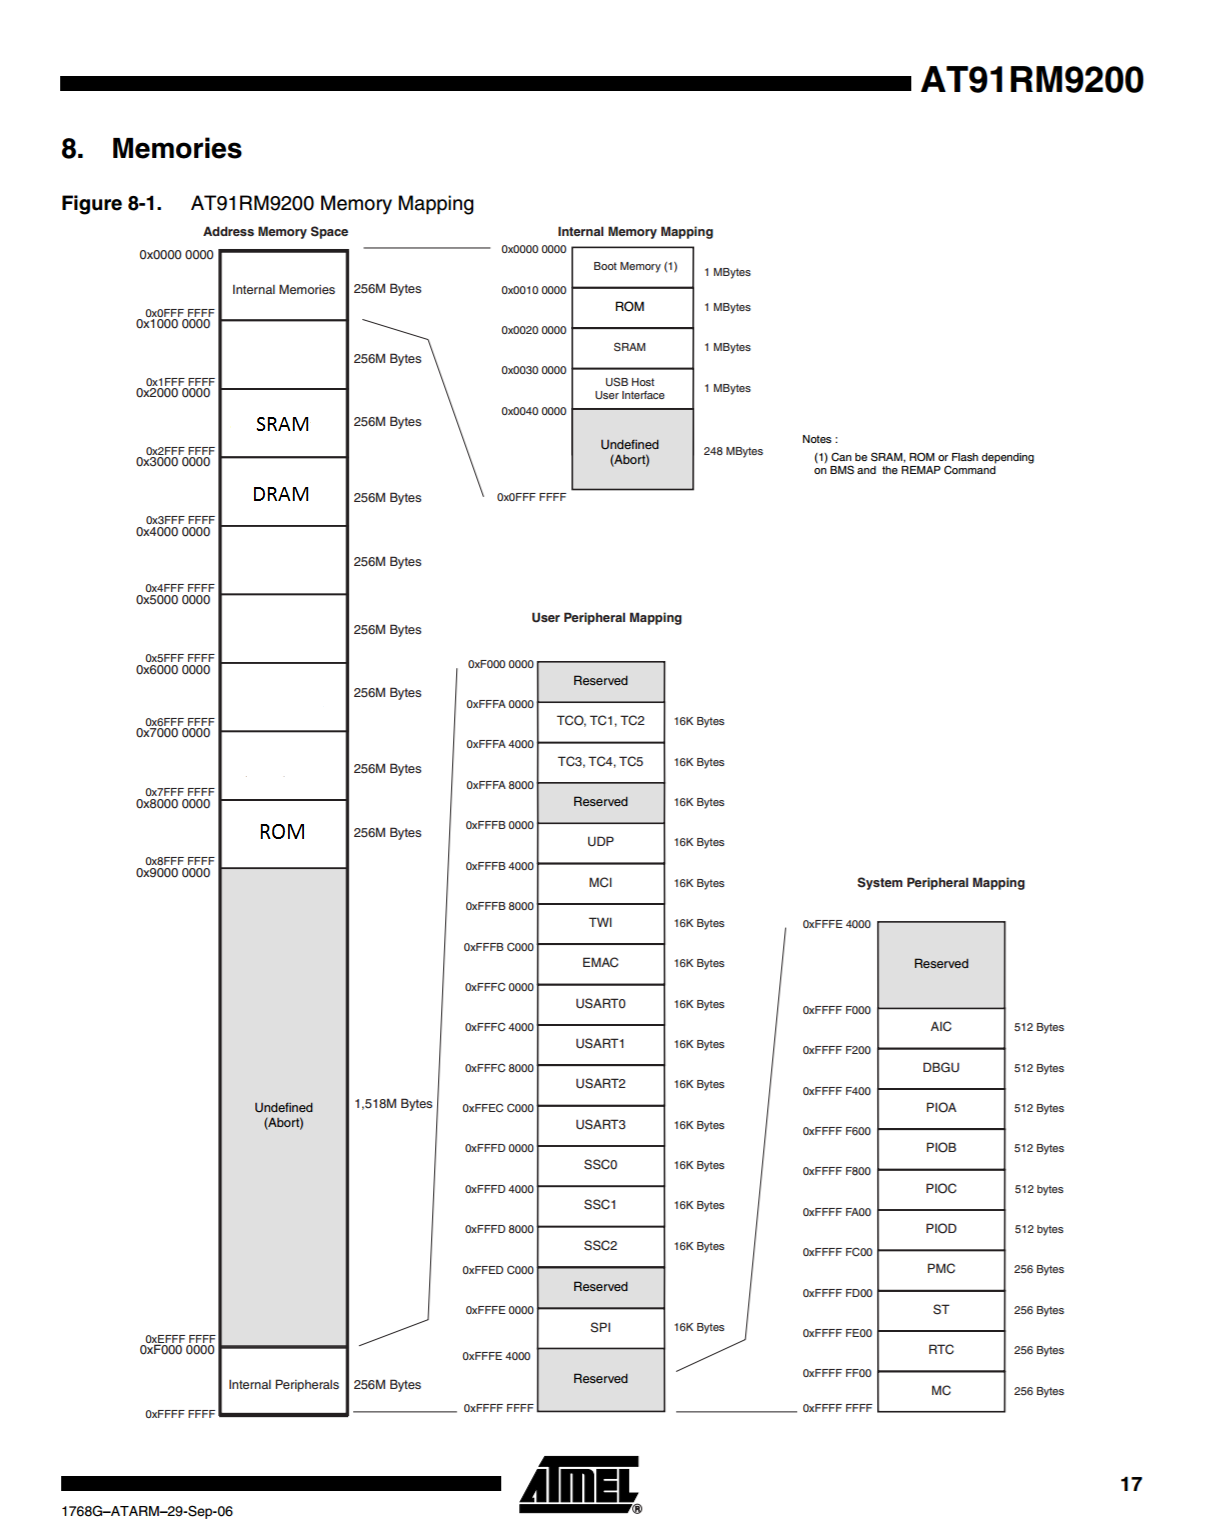 AT91RM9200
8. Memories
Figure 8-1. AT91RM9200 Memory Mapping
Address Memory Space
0x0000 0000
Internal Memories
256M Bytes
0x0FFF FFFF
0x1000 0000
256M Bytes
0x1FFF FFFF
0x2000 0000
SRAM
256M Bytes
0x2FFF FFFF
0x3000 0000
DRAM
256M Bytes
0x3FFF FFFF
0x4000 0000
256M Bytes
0x4FFF FFFF
0x5000 0000
256M Bytes
0x5FFF FFFF
0x6000 0000
256M Bytes
0x6FFF FFFF
0x7000 0000
256M Bytes
0x7FFF FFFF
0x8000 0000
ROM
256M Bytes
0x8FFF FFFF
0x9000 0000
Undefined
(Abort)
1,518M Bytes
0xEFFF FFFF
0xF000 0000
Internal Peripherals
256M Bytes
0xFFFF FFFF
Internal Memory Mapping
0x0000 0000
Boot Memory (1)
1 MBytes
0x0010 0000
ROM
1 MBytes
0x0020 0000
SRAM
1 MBytes
0x0030 0000
USB Host
User Interface
1 MBytes
0x0040 0000
Undefined
(Abort)
248 MBytes
0x0FFF FFFF
Notes :
(1) Can be SRAM, ROM or Flash depending
on BMS and the REMAP Command
User Peripheral Mapping
0xF000 0000
Reserved
0xFFFA 0000
TCO, TC1, TC2
16K Bytes
0xFFFA 4000
TC3, TC4, TC5
16K Bytes
0xFFFA 8000
Reserved
16K Bytes
0xFFFB 0000
UDP
16K Bytes
0xFFFB 4000
MCI
16K Bytes
0xFFFB 8000
TWI
16K Bytes
0xFFFB C000
EMAC
16K Bytes
0xFFFC 0000
USART0
16K Bytes
0xFFFC 4000
USART1
16K Bytes
0xFFFC 8000
USART2
16K Bytes
0xFFEC C000
USART3
16K Bytes
0xFFFD 0000
SSC0
16K Bytes
0xFFFD 4000
SSC1
16K Bytes
0xFFFD 8000
SSC2
16K Bytes
0xFFED C000
Reserved
0xFFFE 0000
SPI
16K Bytes
0xFFFE 4000
Reserved
0xFFFF FFFF
System Peripheral Mapping
0xFFFE 4000
Reserved
0xFFFF F000
AIC
512 Bytes
0xFFFF F200
DBGU
512 Bytes
0xFFFF F400
PIOA
512 Bytes
0xFFFF F600
PIOB
512 Bytes
0xFFFF F800
PIOC
512 bytes
0xFFFF FA00
PIOD
512 bytes
0xFFFF FC00
PMC
256 Bytes
0xFFFF FD00
ST
256 Bytes
0xFFFF FE00
RTC
256 Bytes
0xFFFF FF00
MC
256 Bytes
0xFFFF FFFF
ATMEL®
17
1768G–ATARM–29-Sep-06